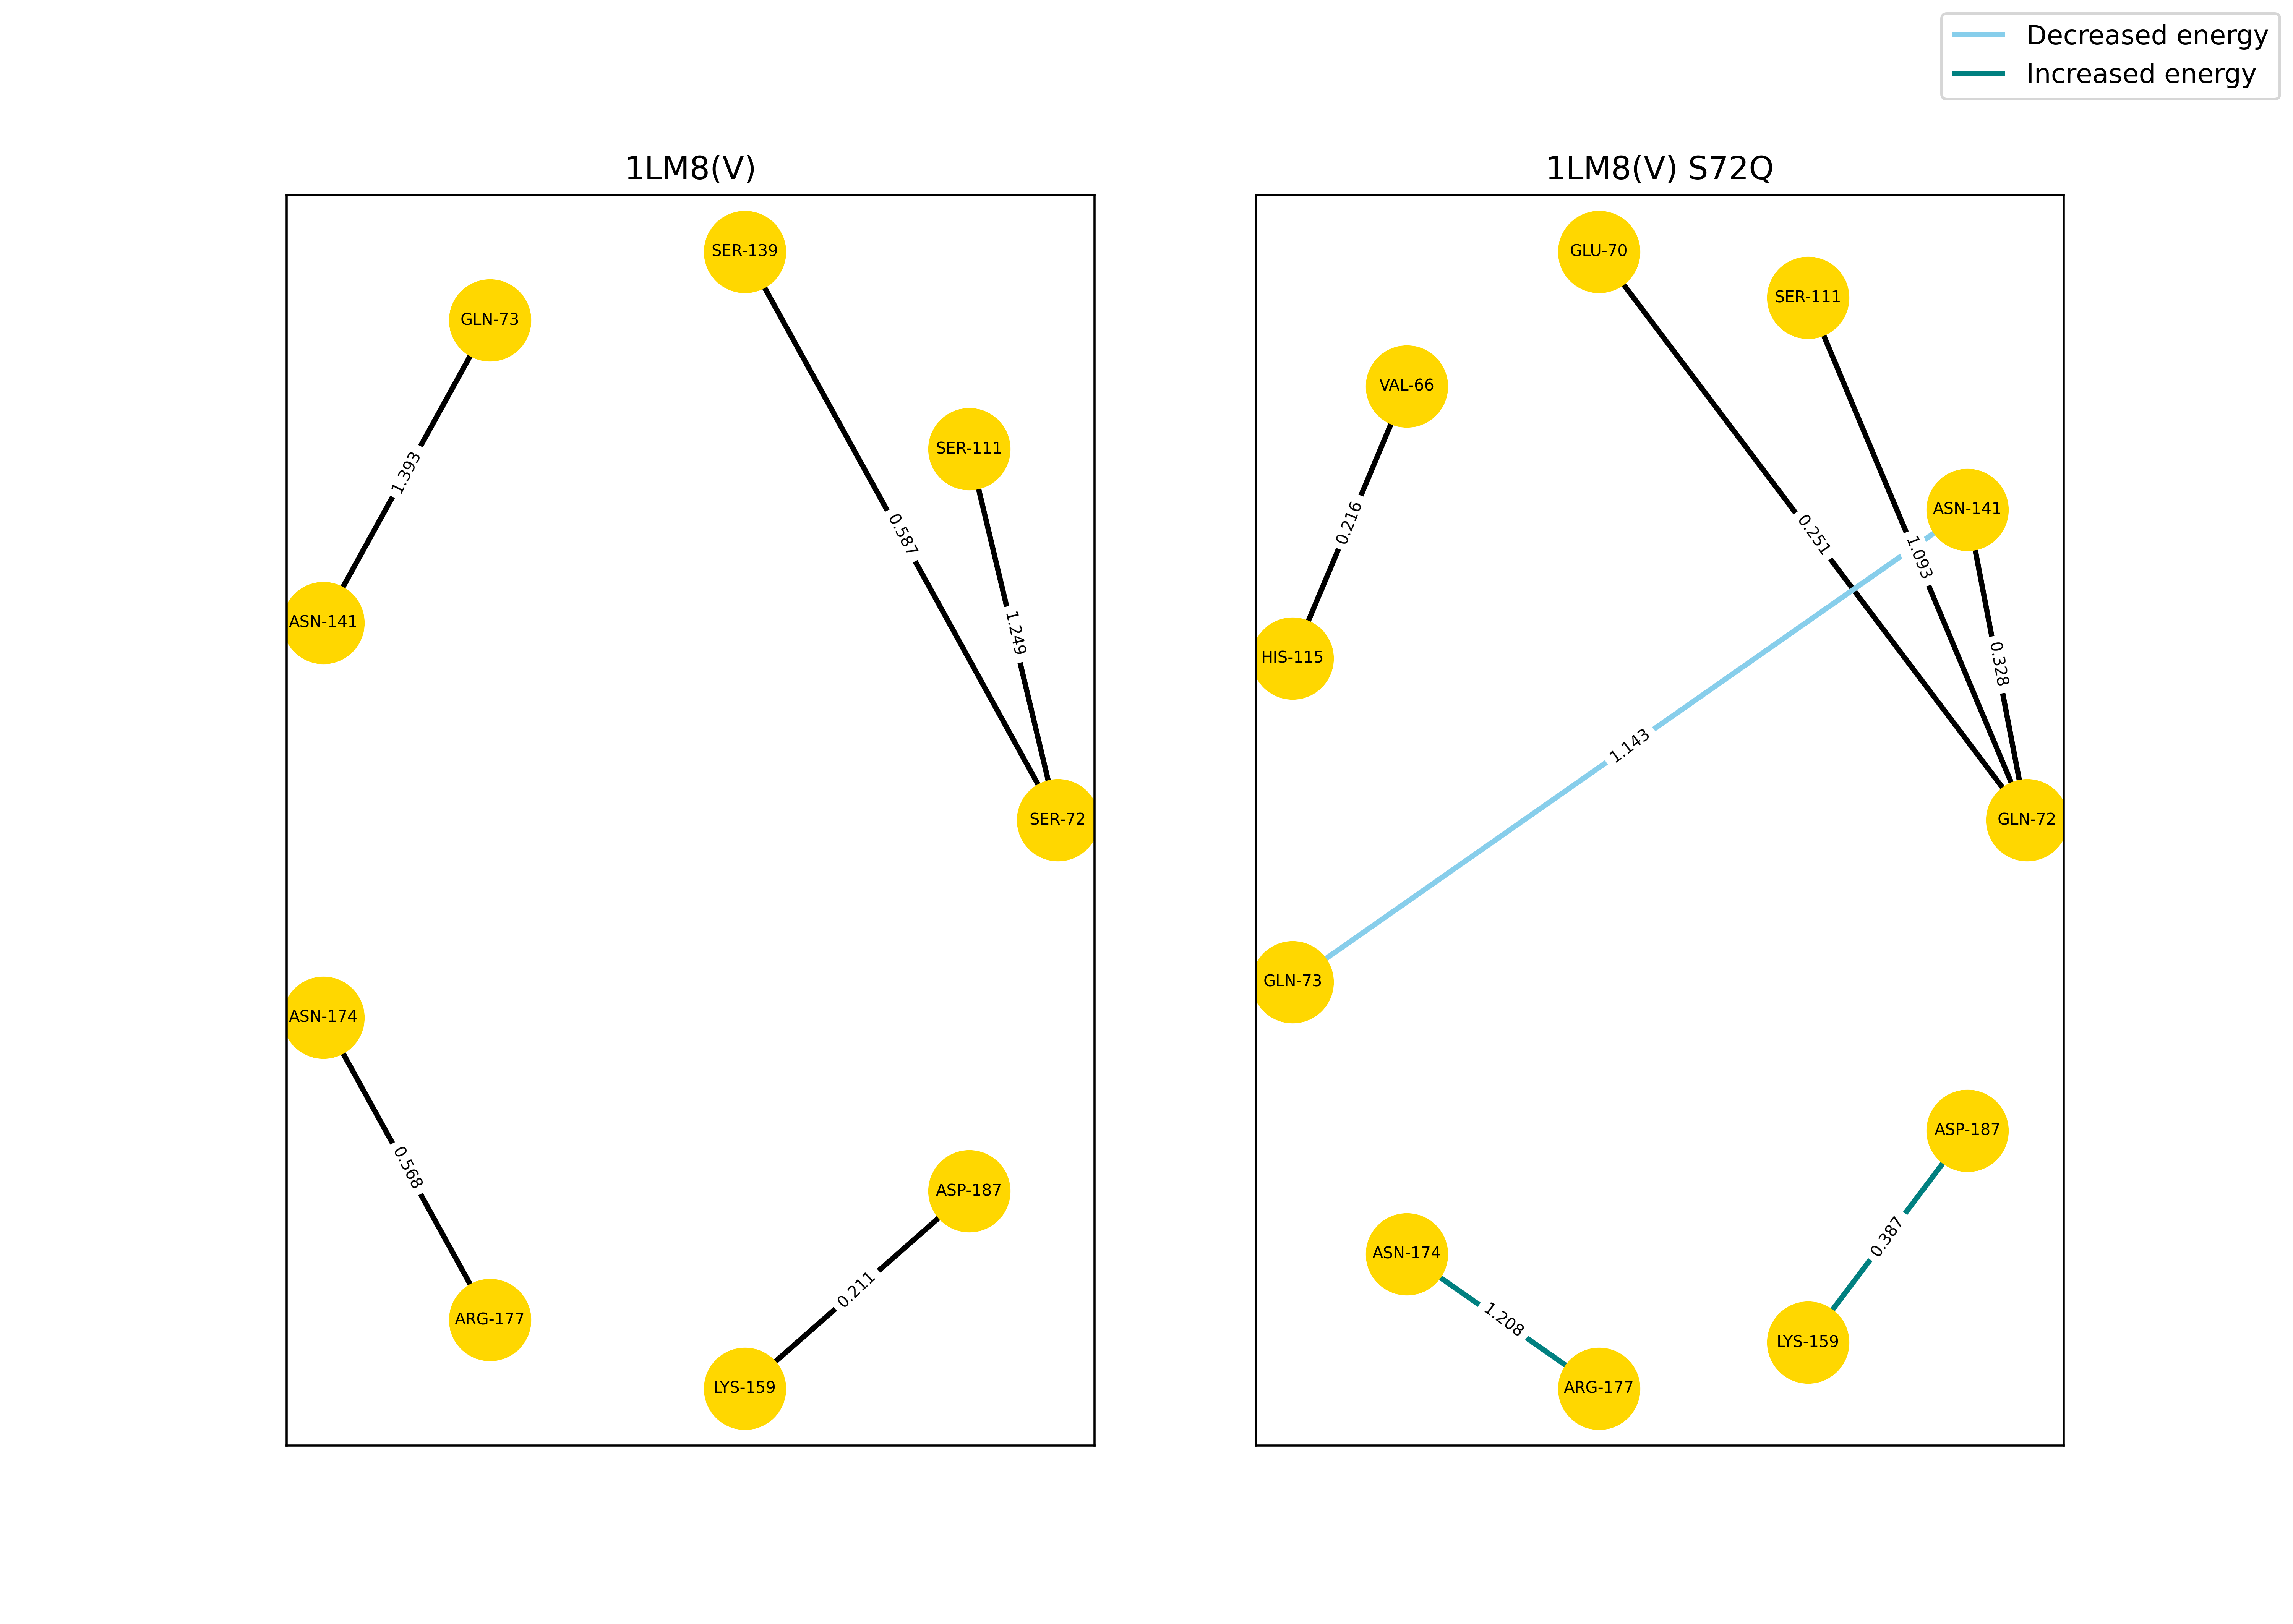 Decreased energy
Increased energy
1LM8(V)
SER-139
GLN-73
SER-111
1.393
0.587
ASN-141
1.249
SER-72
ASN-174
0.568
ASP-187
0.211
ARG-177
LYS-159
1LM8(V) S72Q
GLU-70
SER-111
VAL-66
ASN-141
0.216
0.251
1.093
HIS-115
0.328
1.143
GLN-72
GLN-73
ASP-187
0.387
ASN-174
1.208
LYS-159
ARG-177